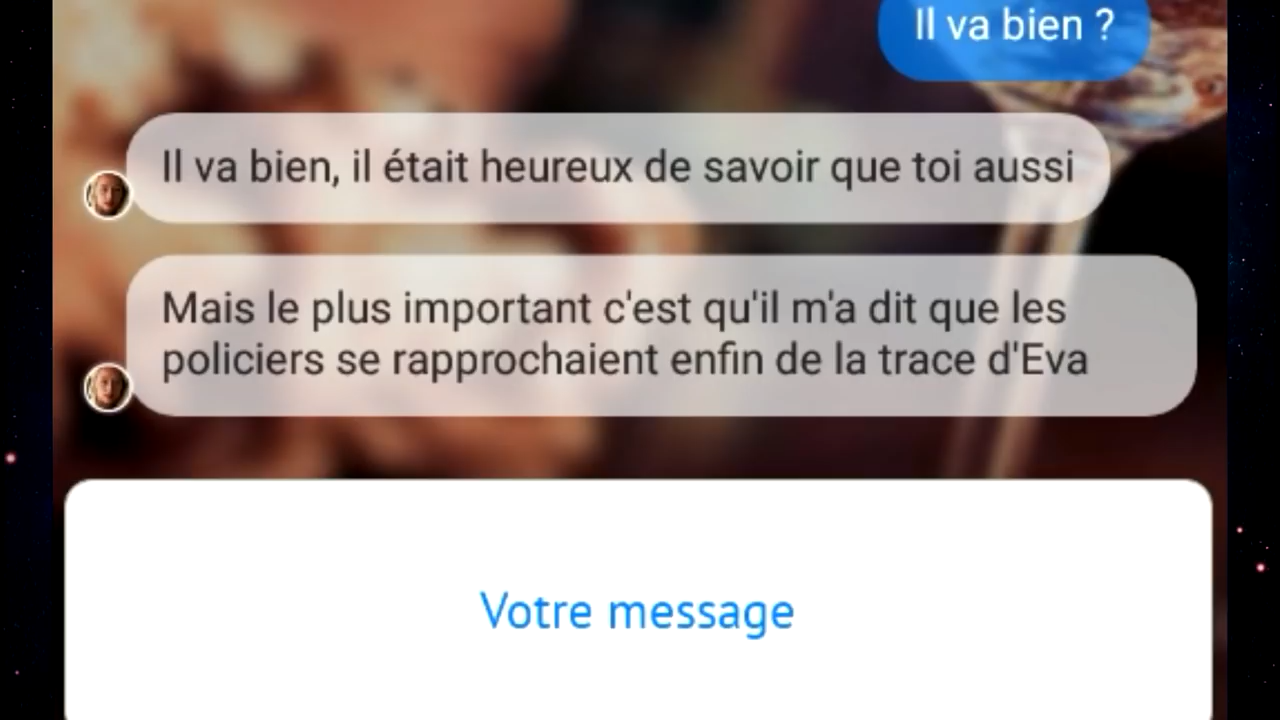 Il va bien ?
Il va bien, il était heureux de savoir que toi aussi
Mais le plus important c'est qu'il m'a dit que les
policiers se rapprochaient enfin de la trace d'Eva
Votre message